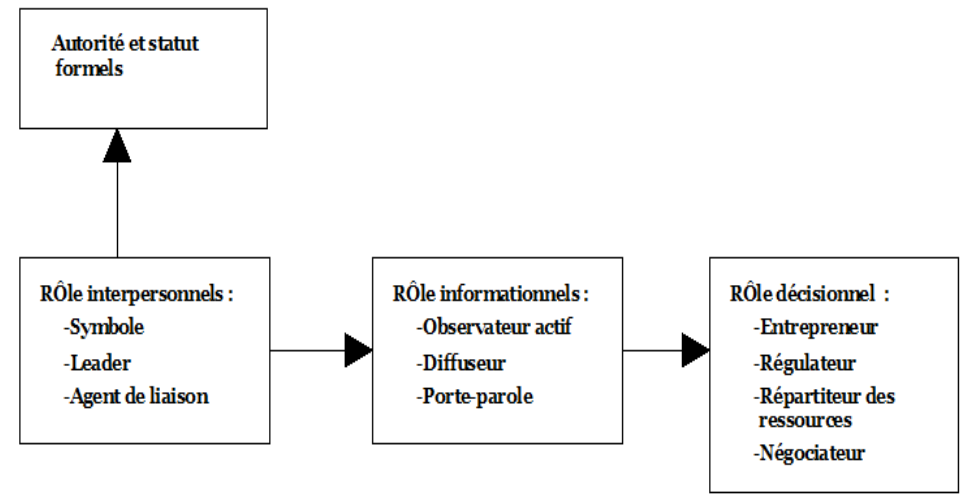 Autorité et statut
formels
RÔle interpersonnels :
-Symbole
-Leader
-Agent de liaison
RÔle informationnels :
-Observateur actif
-Diffuseur
-Porte-parole
RÔle décisionnel :
-Entrepreneur
-Régulateur
-Répartiteur des
ressources
-Négociateur